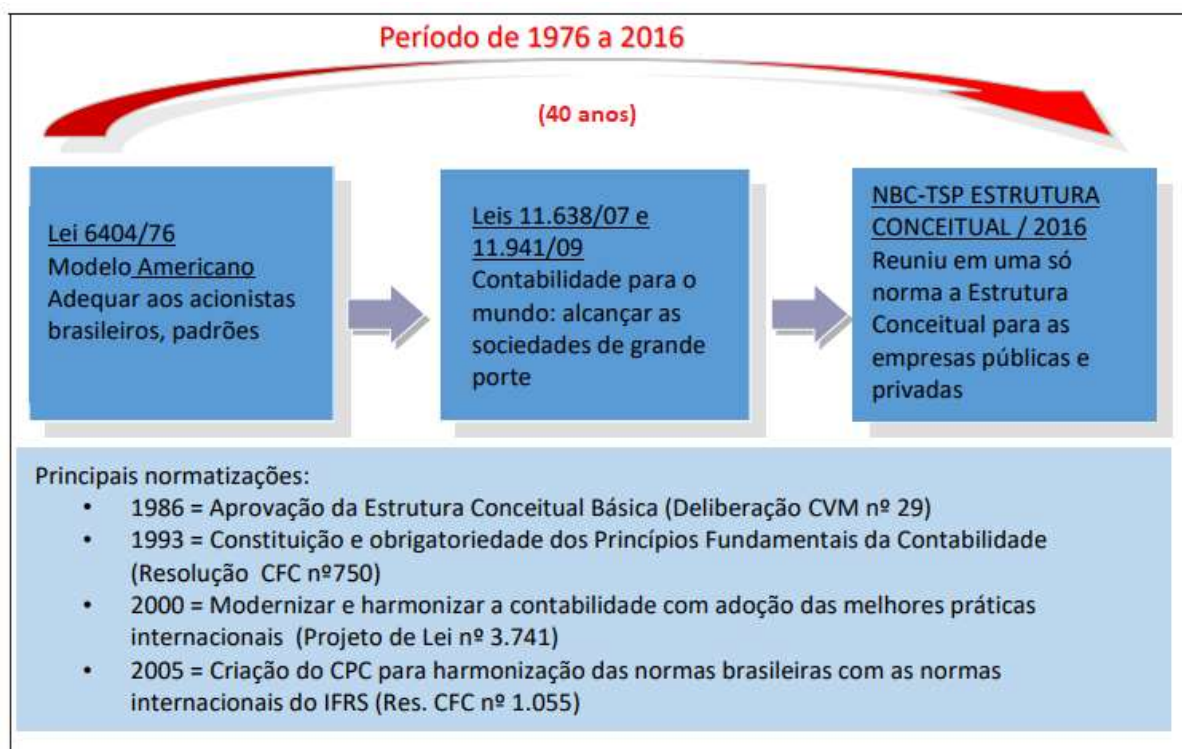 Período de 1976 a 2016
(40 anos)
Lei 6404/76
Modelo Americano
Adequar aos acionistas
brasileiros, padrões
Leis 11.638/07 e
11.941/09
Contabilidade para o
mundo: alcançar as
sociedades de grande
porte
NBC-TSP ESTRUTURA
CONCEITUAL / 2016
Reuniu em uma só
norma a Estrutura
Conceitual para as
empresas públicas e
privadas
Principais normatizações:
• 1986 = Aprovação da Estrutura Conceitual Básica (Deliberação CVM nº 29)
• 1993 = Constituição e obrigatoriedade dos Princípios Fundamentais da Contabilidade
(Resolução CFC nº750)
• 2000 = Modernizar e harmonizar a contabilidade com adoção das melhores práticas
internacionais (Projeto de Lei nº 3.741)
• 2005 = Criação do CPC para harmonização das normas brasileiras com as normas
internacionais do IFRS (Res. CFC nº 1.055)